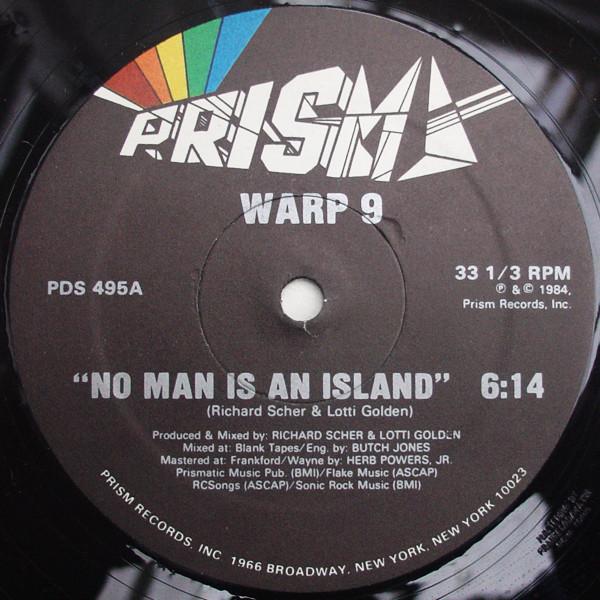 PRISM
WARP 9
PDS 495A
33 1/3 RPM
℗ & © 1984,
Prism Records, Inc.
"NO MAN IS AN ISLAND" 6:14
(Richard Scher & Lotti Golden)
Produced & Mixed by: RICHARD SCHER & LOTTI GOLDEN
Mixed at: Blank Tapes/Eng. by: BUTCH JONES
Mastered at: Frankford/Wayne by: HERB POWERS, JR.
Prismatic Music Pub. (BMI)/Flake Music (ASCAP)
RCSongs (ASCAP)/Sonic Rock Music (BMI)
PRISM RECORDS, INC. 1966 BROADWAY, NEW YORK, NEW YORK 10023